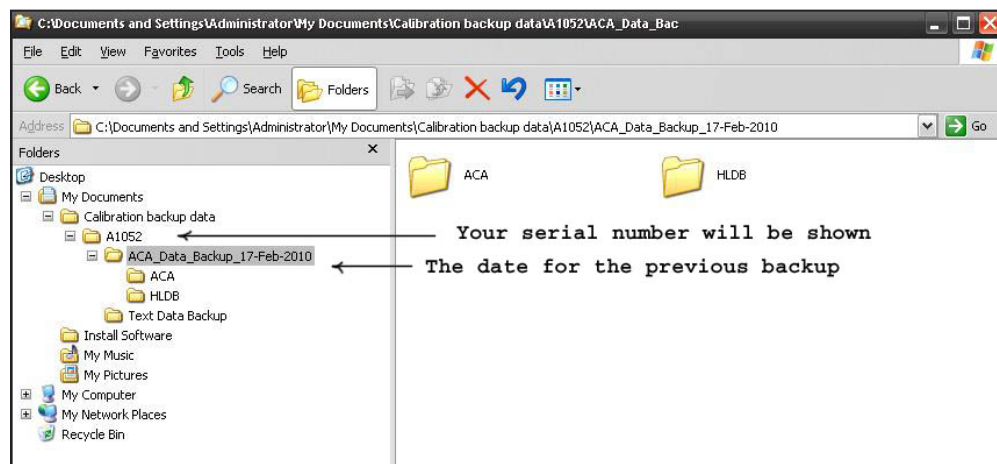 C:\Documents and Settings\Administrator\My Documents\Calibration backup data\A1052\ACA_Data_Bac
File Edit View Favorites Tools Help
Back Search Folders
Address C:\Documents and Settings\Administrator\My Documents\Calibration backup data\A1052\ACA_Data_Backup_17-Feb-2010 Go
Folders x
Desktop
My Documents
Calibration backup data
A1052
ACA_Data_Backup_17-Feb-2010
ACA
HLDB
Text Data Backup
Install Software
My Music
My Pictures
My Computer
My Network Places
Recycle Bin
ACA HLDB
Your serial number will be shown
The date for the previous backup